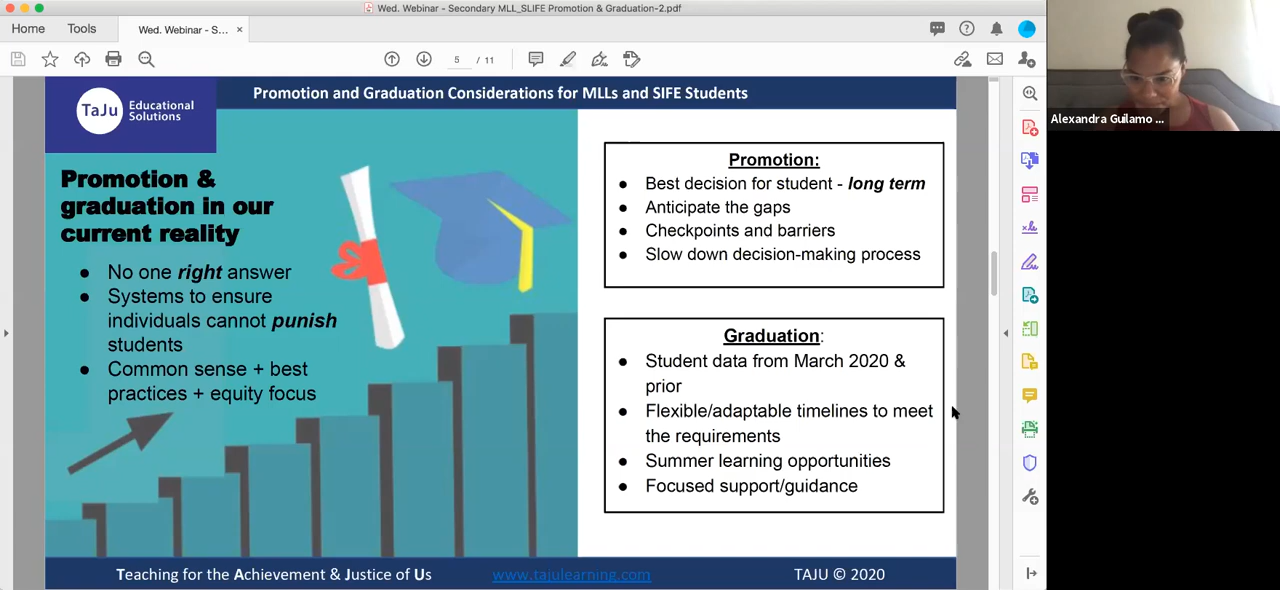 Wed. Webinar - Secondary MLL_SLIFE Promotion & Graduation-2.pdf
Home
Tools
Wed. Webinar - S... ×
5 / 11
Alexandra Guilamo ...
TaJu Educational
Solutions
Promotion and Graduation Considerations for MLLs and SIFE Students
Promotion &
graduation in our
current reality
● No one right answer
● Systems to ensure
individuals cannot punish
students
● Common sense + best
practices + equity focus
Promotion:
● Best decision for student - long term
● Anticipate the gaps
● Checkpoints and barriers
● Slow down decision-making process
Graduation:
● Student data from March 2020 &
prior
● Flexible/adaptable timelines to meet
the requirements
● Summer learning opportunities
● Focused support/guidance
Teaching for the Achievement & Justice of Us
www.tajulearning.com
TAJU © 2020